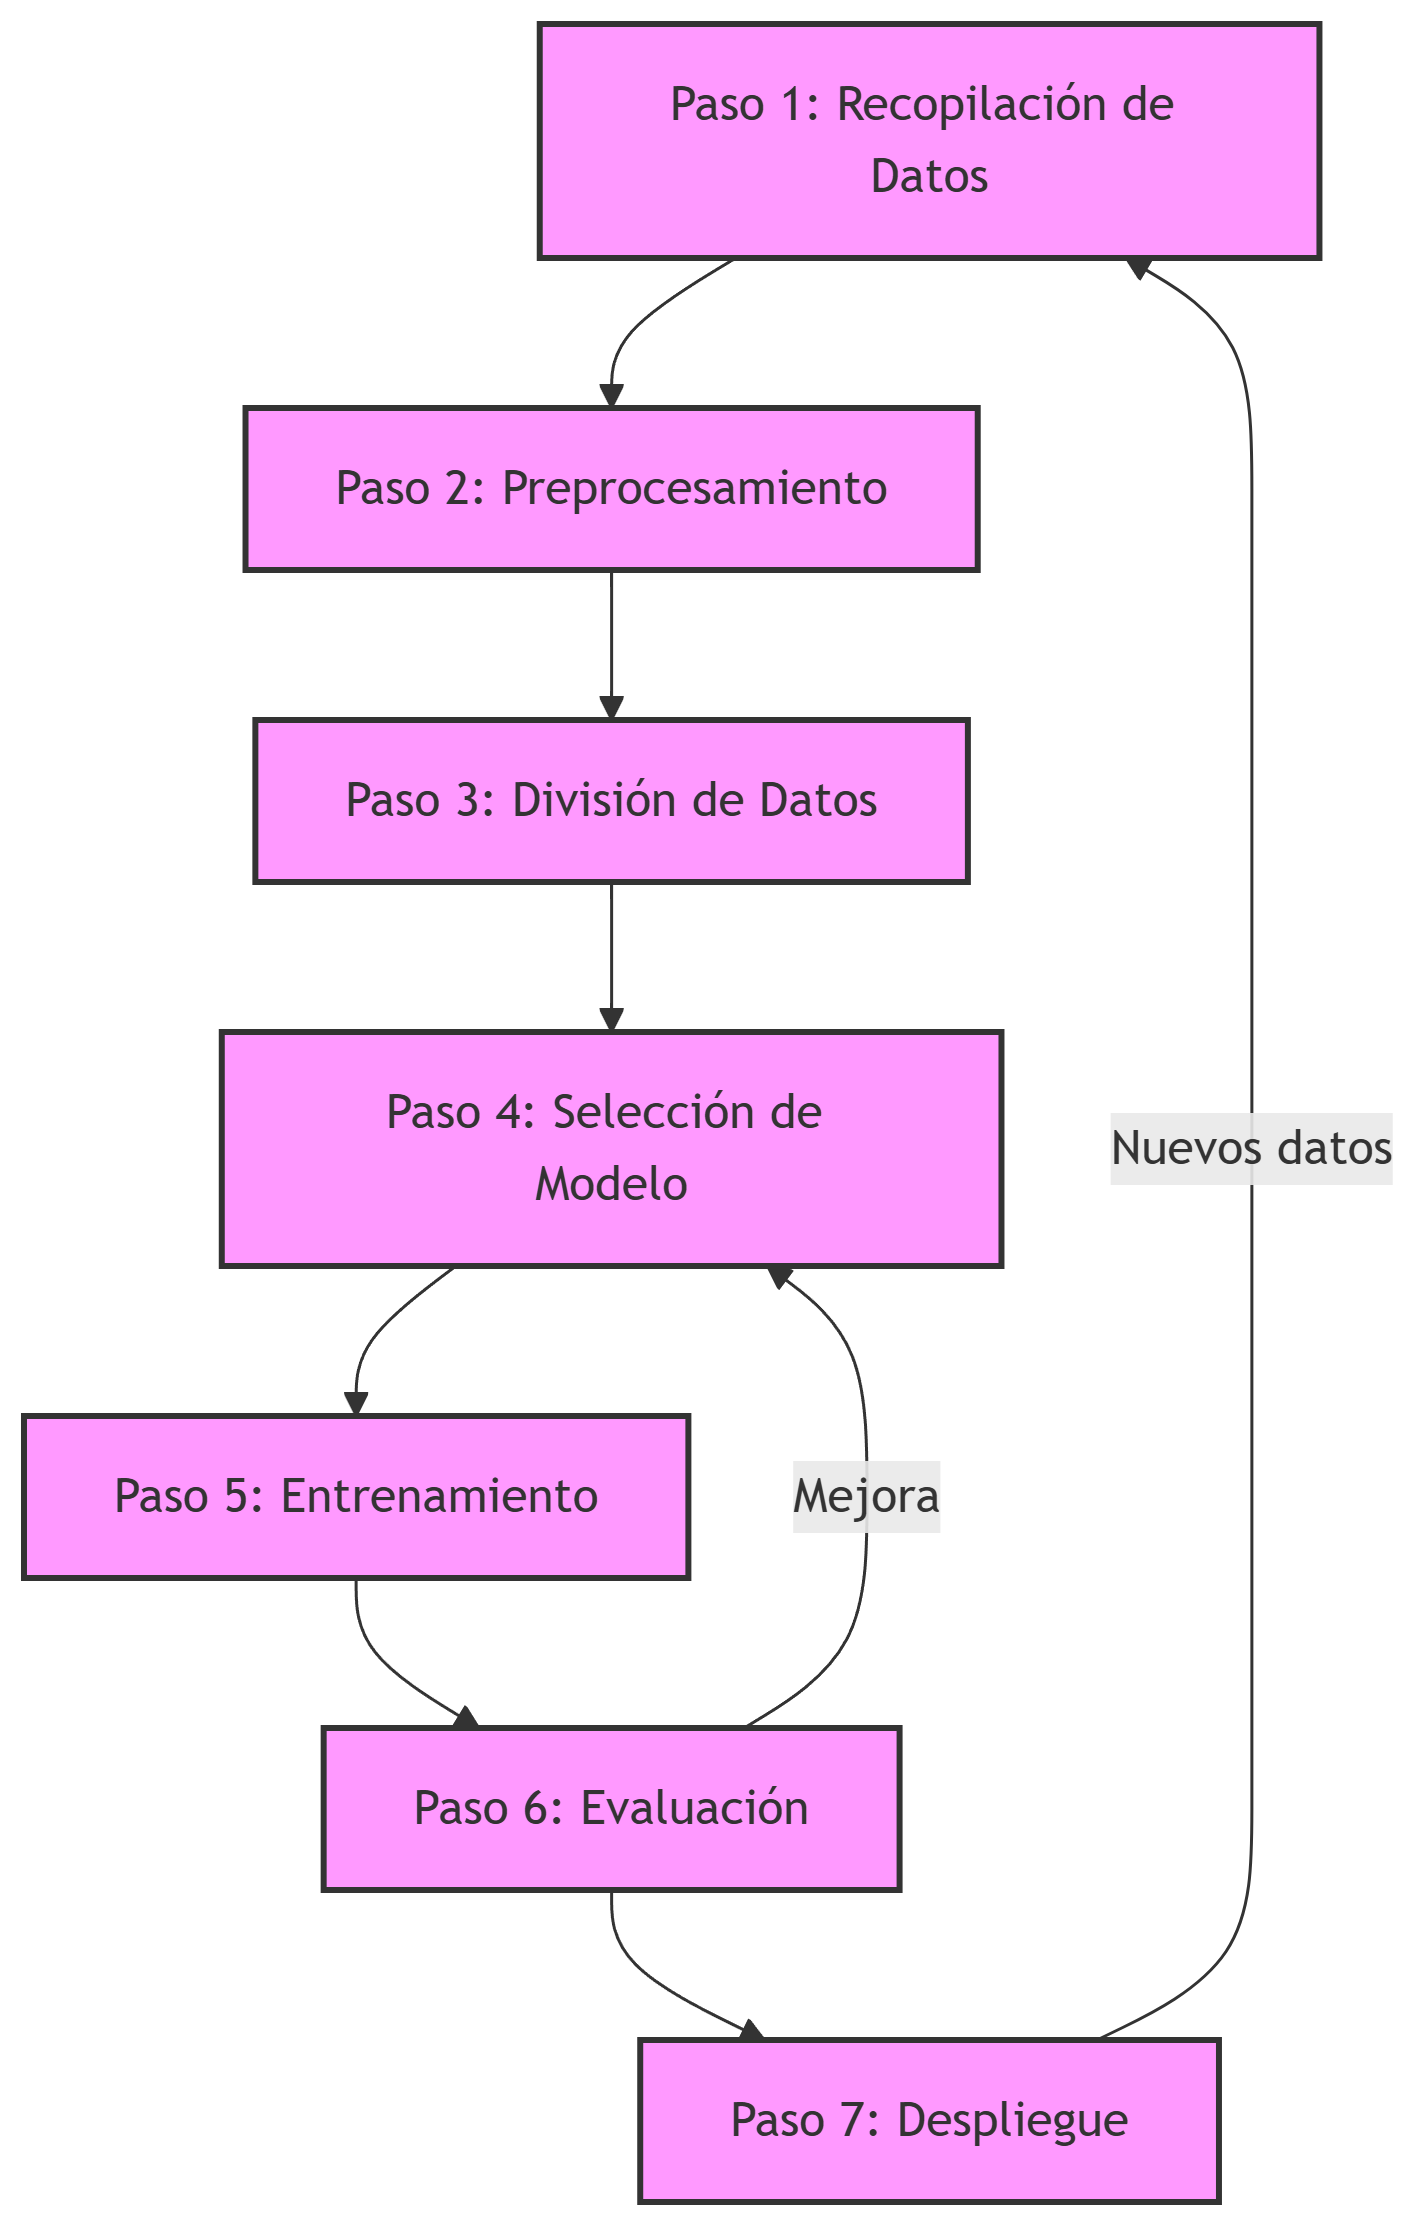 Paso 1: Recopilación de
Datos
Paso 2: Preprocesamiento
Paso 3: División de Datos
Paso 4: Selección de
Modelo
Nuevos datos
Paso 5: Entrenamiento
Mejora
Paso 6: Evaluación
Paso 7: Despliegue